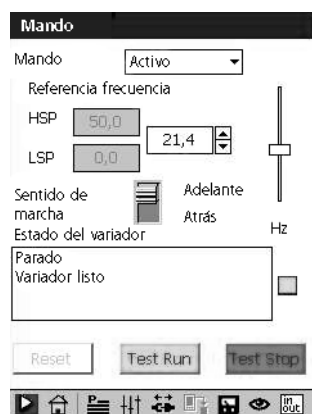 Mando
Mando Activo
Referencia frecuencia
HSP 50,0
21,4
LSP 0,0
Sentido de marcha
Adelante
Atrás
Hz
Estado del variador
Parado
Variador listo
Reset Test Run Test Stop
in out